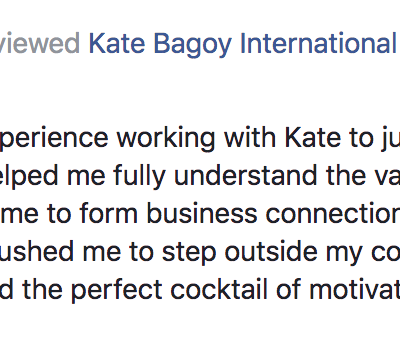 viewed Kate Bagoy International
perience working with Kate to ju
elped me fully understand the va
me to form business connection
ushed me to step outside my co
d the perfect cocktail of motivat